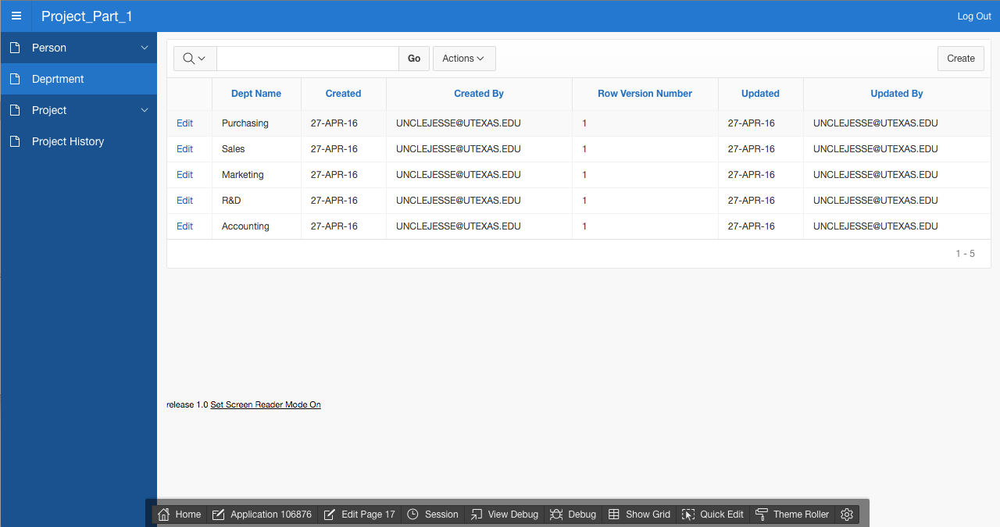 Project_Part_1 Log Out
Person
Deprtment
Project
Project History
Go Actions Create
Dept Name Created Created By Row Version Number Updated Updated By
Edit Purchasing 27-APR-16 UNCLEJESSE@UTEXAS.EDU 1 27-APR-16 UNCLEJESSE@UTEXAS.EDU
Edit Sales 27-APR-16 UNCLEJESSE@UTEXAS.EDU 1 27-APR-16 UNCLEJESSE@UTEXAS.EDU
Edit Marketing 27-APR-16 UNCLEJESSE@UTEXAS.EDU 1 27-APR-16 UNCLEJESSE@UTEXAS.EDU
Edit R&D 27-APR-16 UNCLEJESSE@UTEXAS.EDU 1 27-APR-16 UNCLEJESSE@UTEXAS.EDU
Edit Accounting 27-APR-16 UNCLEJESSE@UTEXAS.EDU 1 27-APR-16 UNCLEJESSE@UTEXAS.EDU
1 - 5
release 1.0 Set Screen Reader Mode On
Home Application 106876 Edit Page 17 Session View Debug Debug Show Grid Quick Edit Theme Roller